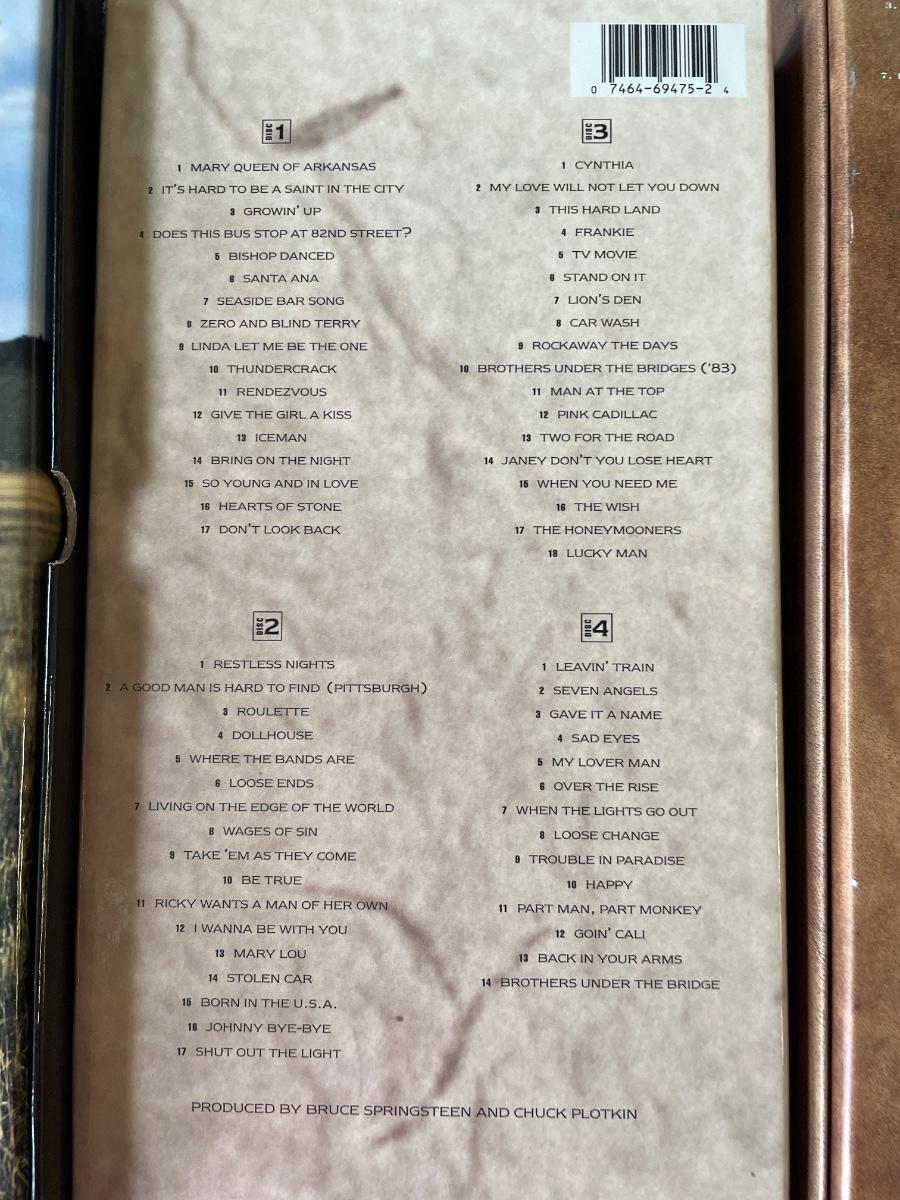 0 7464-69475-2 4
DISC 1
1 MARY QUEEN OF ARKANSAS
2 IT'S HARD TO BE A SAINT IN THE CITY
3 GROWIN' UP
4 DOES THIS BUS STOP AT 82ND STREET?
5 BISHOP DANCED
6 SANTA ANA
7 SEASIDE BAR SONG
8 ZERO AND BLIND TERRY
9 LINDA LET ME BE THE ONE
10 THUNDERCRACK
11 RENDEZVOUS
12 GIVE THE GIRL A KISS
13 ICEMAN
14 BRING ON THE NIGHT
15 SO YOUNG AND IN LOVE
16 HEARTS OF STONE
17 DON'T LOOK BACK
DISC 2
1 RESTLESS NIGHTS
2 A GOOD MAN IS HARD TO FIND (PITTSBURGH)
3 ROULETTE
4 DOLLHOUSE
5 WHERE THE BANDS ARE
6 LOOSE ENDS
7 LIVING ON THE EDGE OF THE WORLD
8 WAGES OF SIN
9 TAKE 'EM AS THEY COME
10 BE TRUE
11 RICKY WANTS A MAN OF HER OWN
12 I WANNA BE WITH YOU
13 MARY LOU
14 STOLEN CAR
15 BORN IN THE U.S.A.
16 JOHNNY BYE-BYE
17 SHUT OUT THE LIGHT
DISC 3
1 CYNTHIA
2 MY LOVE WILL NOT LET YOU DOWN
3 THIS HARD LAND
4 FRANKIE
5 TV MOVIE
6 STAND ON IT
7 LION'S DEN
8 CAR WASH
9 ROCKAWAY THE DAYS
10 BROTHERS UNDER THE BRIDGES ('83)
11 MAN AT THE TOP
12 PINK CADILLAC
13 TWO FOR THE ROAD
14 JANEY DON'T YOU LOSE HEART
15 WHEN YOU NEED ME
16 THE WISH
17 THE HONEYMOONERS
18 LUCKY MAN
DISC 4
1 LEAVIN' TRAIN
2 SEVEN ANGELS
3 GAVE IT A NAME
4 SAD EYES
5 MY LOVER MAN
6 OVER THE RISE
7 WHEN THE LIGHTS GO OUT
8 LOOSE CHANGE
9 TROUBLE IN PARADISE
10 HAPPY
11 PART MAN, PART MONKEY
12 GOIN' CALI
13 BACK IN YOUR ARMS
14 BROTHERS UNDER THE BRIDGE
PRODUCED BY BRUCE SPRINGSTEEN AND CHUCK PLOTKIN